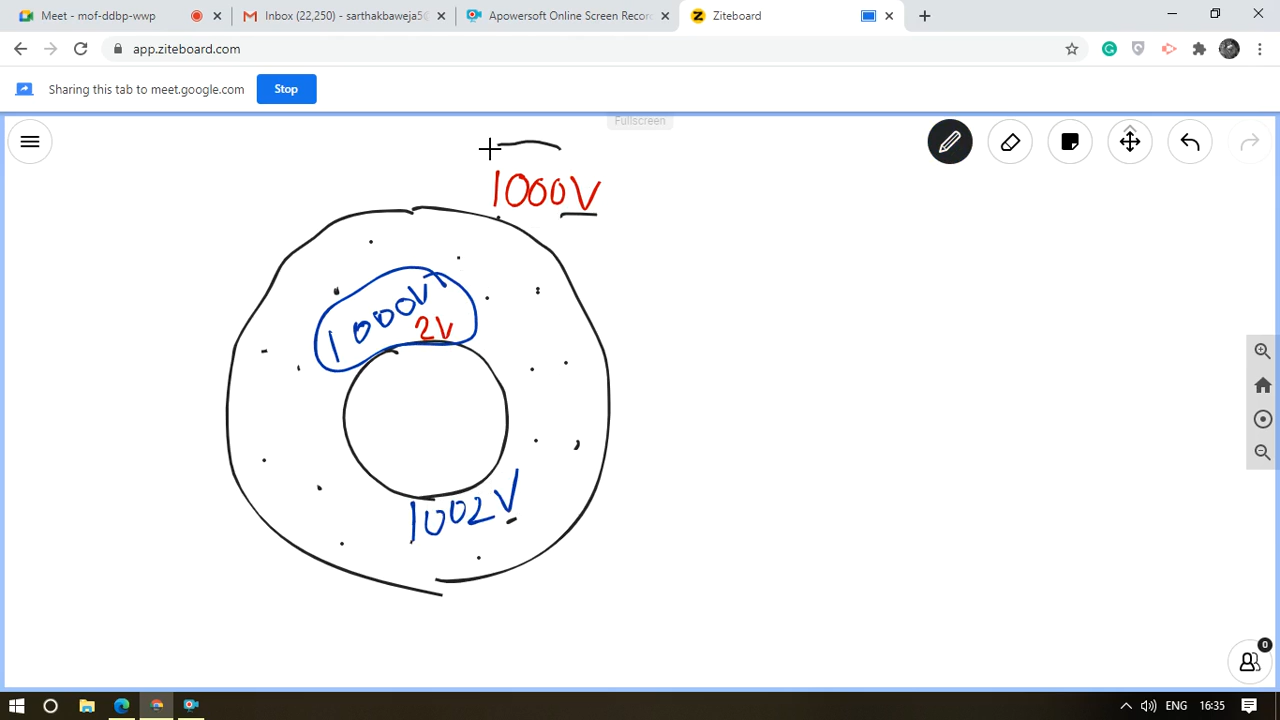 Meet - mof-ddbp-wwp
Inbox (22,250) - sarthakbaweja5
Apowersoft Online Screen Recor
Ziteboard
app.ziteboard.com
Sharing this tab to meet.google.com
Stop
Fullscreen
1000V
1000V
2V
1002V
0
ENG
16:35